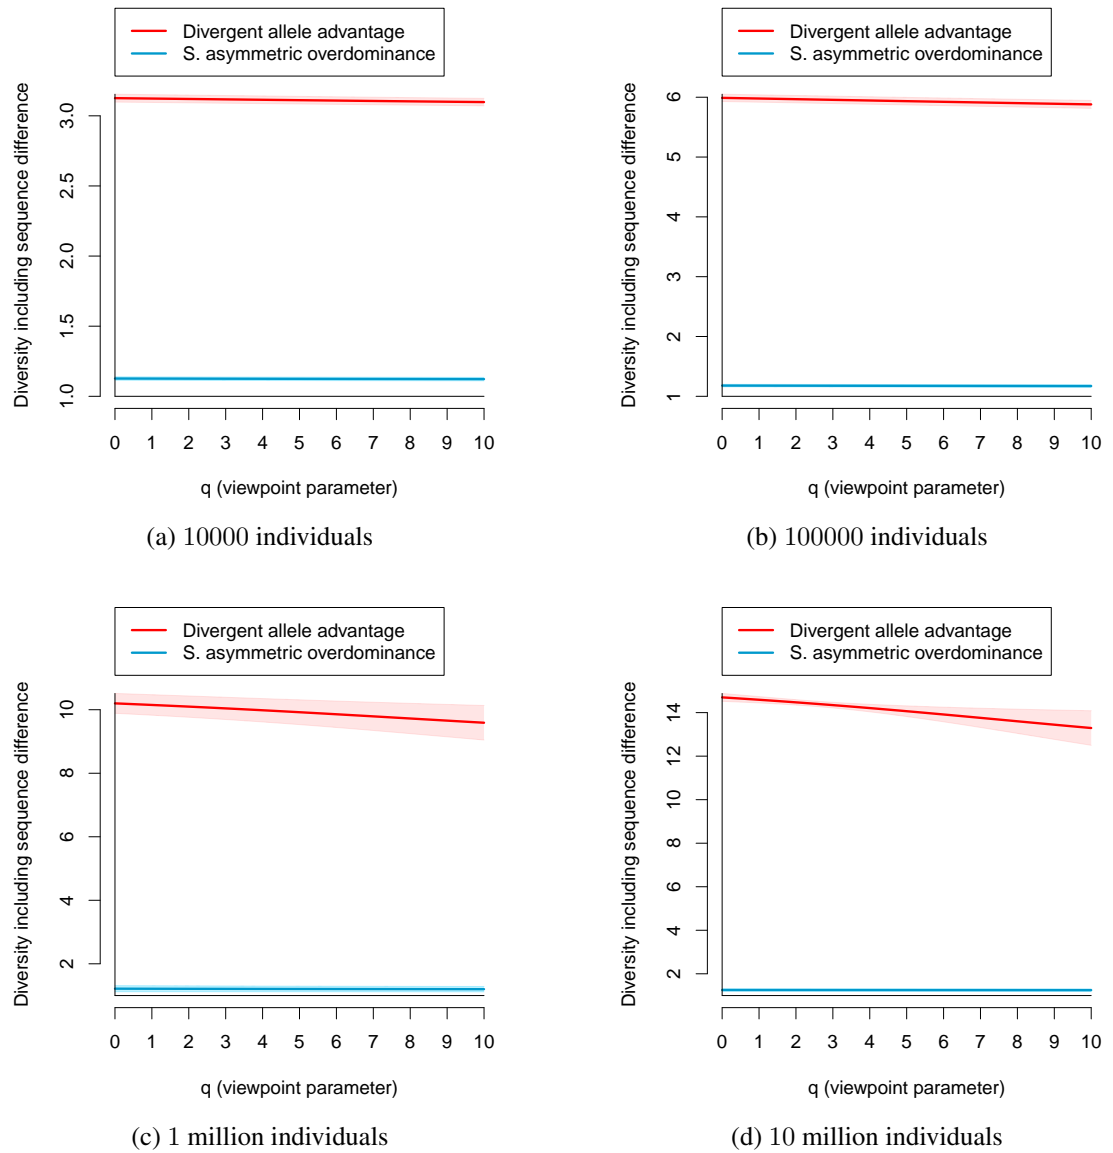 Divergent allele advantage
S. asymmetric overdominance
Diversity including sequence difference
3.0
2.5
2.0
1.5
1.0
0 1 2 3 4 5 6 7 8 9 10
q (viewpoint parameter)
(a) 10000 individuals
Divergent allele advantage
S. asymmetric overdominance
Diversity including sequence difference
6
5
4
3
2
1
0 1 2 3 4 5 6 7 8 9 10
q (viewpoint parameter)
(b) 100000 individuals
Divergent allele advantage
S. asymmetric overdominance
Diversity including sequence difference
10
8
6
4
2
0 1 2 3 4 5 6 7 8 9 10
q (viewpoint parameter)
(c) 1 million individuals
Divergent allele advantage
S. asymmetric overdominance
Diversity including sequence difference
14
12
10
8
6
4
2
0 1 2 3 4 5 6 7 8 9 10
q (viewpoint parameter)
(d) 10 million individuals